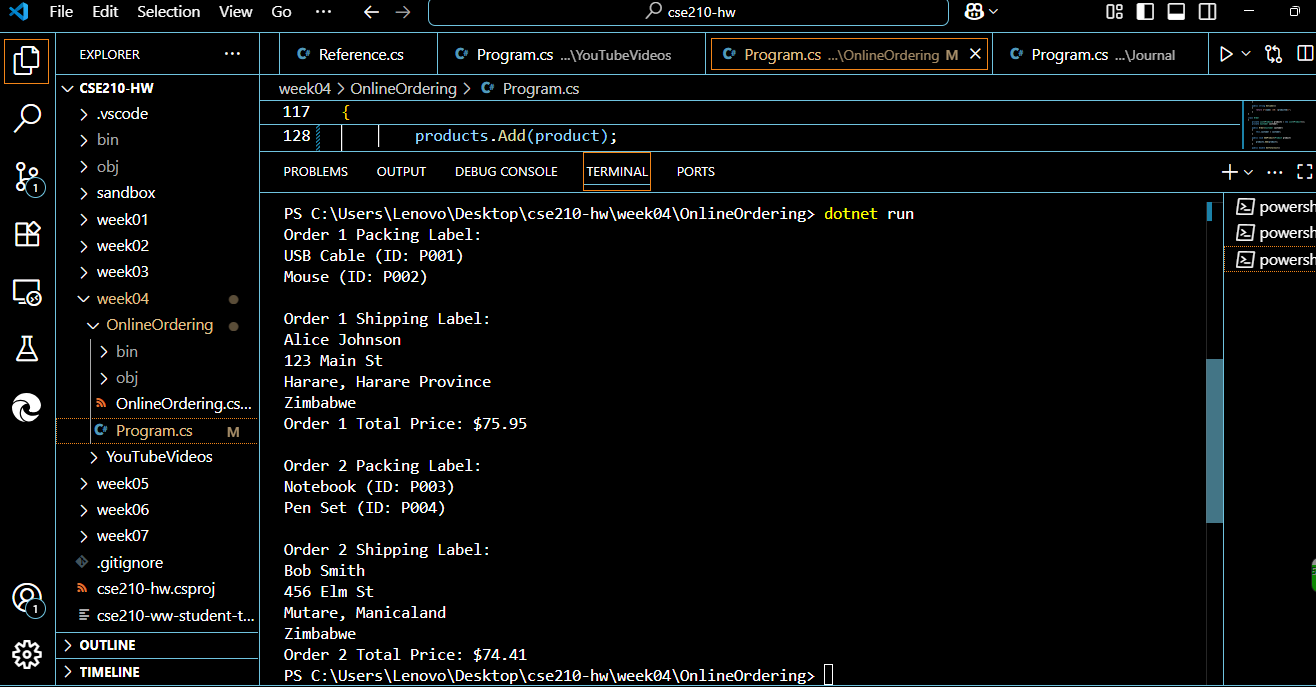 File Edit Selection View Go ··· cse210-hw
EXPLORER ···
Reference.cs
Program.cs ...\YouTubeVideos
Program.cs ...\OnlineOrdering M
Program.cs ...\Journal
CSE210-HW
.vscode
bin
obj
sandbox
week01
week02
week03
week04
OnlineOrdering
bin
obj
OnlineOrdering.cs...
Program.cs M
YouTubeVideos
week05
week06
week07
.gitignore
cse210-hw.csproj
cse210-ww-student-t...
OUTLINE
TIMELINE
1
1
week04 > OnlineOrdering > Program.cs
117 {
128 products.Add(product);
PROBLEMS OUTPUT DEBUG CONSOLE TERMINAL PORTS
PS C:\Users\Lenovo\Desktop\cse210-hw\week04\OnlineOrdering> dotnet run
Order 1 Packing Label:
USB Cable (ID: P001)
Mouse (ID: P002)
Order 1 Shipping Label:
Alice Johnson
123 Main St
Harare, Harare Province
Zimbabwe
Order 1 Total Price: $75.95
Order 2 Packing Label:
Notebook (ID: P003)
Pen Set (ID: P004)
Order 2 Shipping Label:
Bob Smith
456 Elm St
Mutare, Manicaland
Zimbabwe
Order 2 Total Price: $74.41
PS C:\Users\Lenovo\Desktop\cse210-hw\week04\OnlineOrdering>
powersh
powersh
powersh